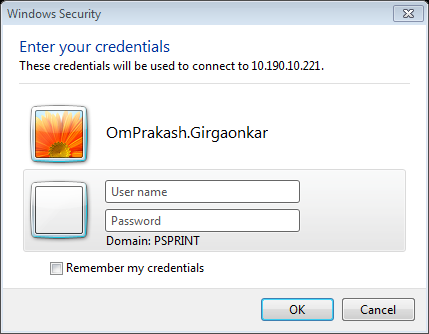 Windows Security
Enter your credentials
These credentials will be used to connect to 10.190.10.221.
OmPrakash.Girgaonkar
User name
Password
Domain: PSPRINT
Remember my credentials
OK
Cancel